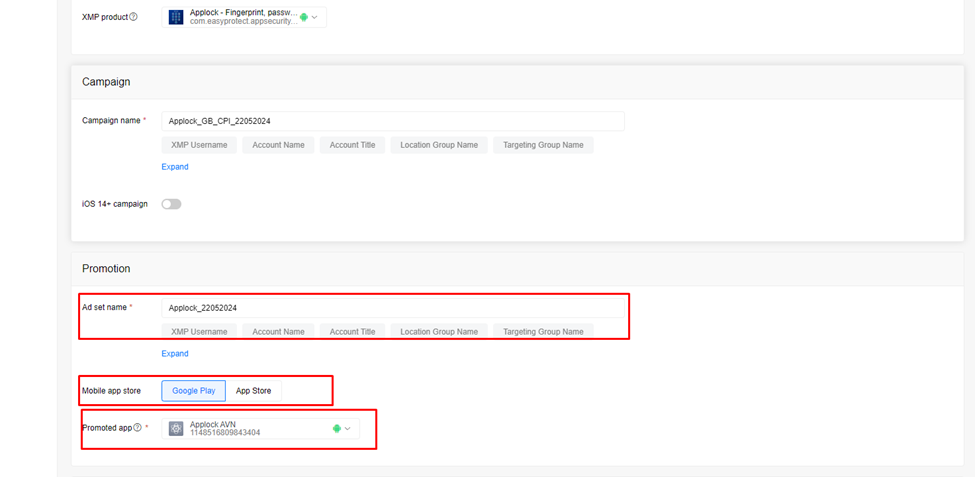 XMP product
Applock - Fingerprint, passw...
com.easyprotect.appsecurity....
Campaign
Campaign name *
Applock_GB_CPI_22052024
XMP Username Account Name Account Title Location Group Name Targeting Group Name
Expand
iOS 14+ campaign
Promotion
Ad set name *
Applock_22052024
XMP Username Account Name Account Title Location Group Name Targeting Group Name
Expand
Mobile app store Google Play App Store
Promoted app *
Applock AVN
1148516809843404